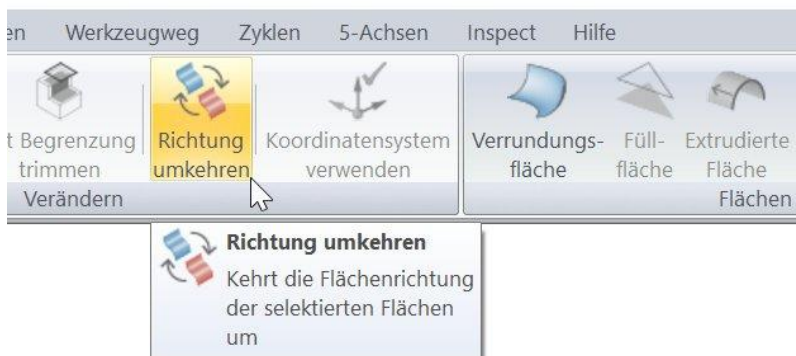 en Werkzeugweg Zyklen 5-Achsen Inspect Hilfe
t Begrenzung trimmen
Richtung umkehren
Koordinatensystem verwenden
Verrundungs- fläche
Füll- fläche
Extrudierte Fläche
Verändern
Flächen
Richtung umkehren
Kehrt die Flächenrichtung
der selektierten Flächen
um